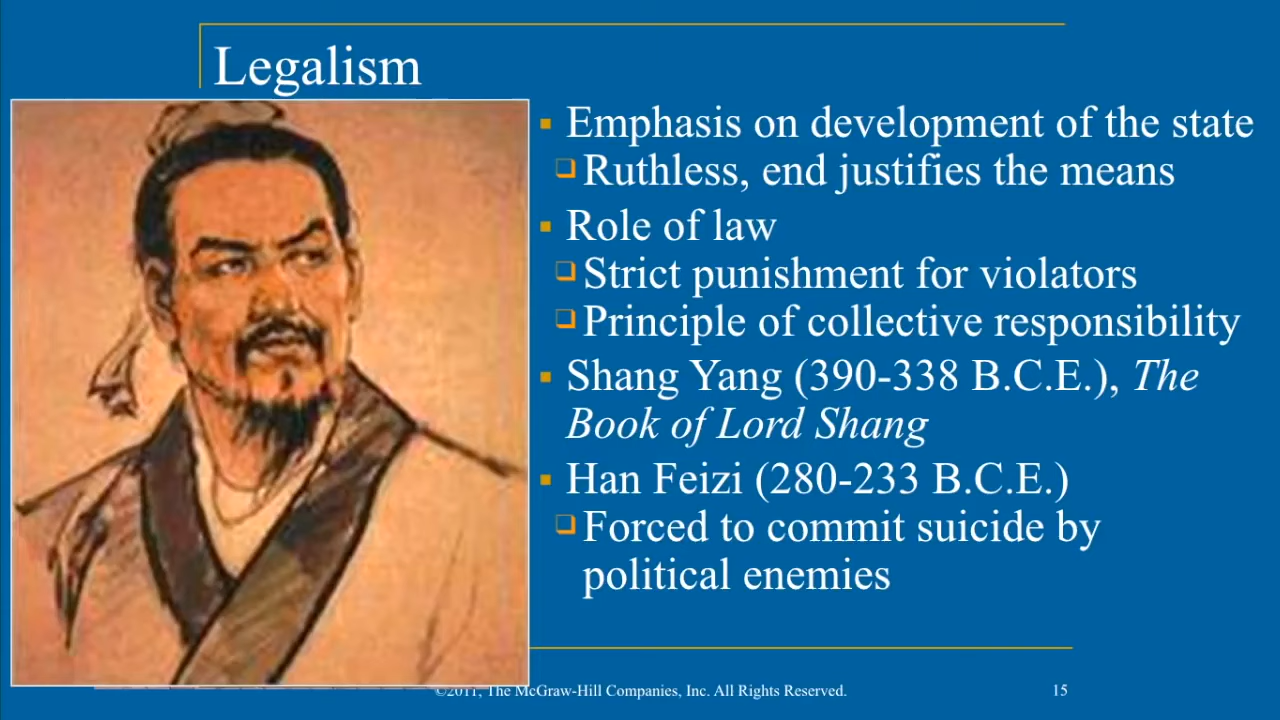 Legalism
▪ Emphasis on development of the state
❑ Ruthless, end justifies the means
▪ Role of law
❑ Strict punishment for violators
❑ Principle of collective responsibility
▪ Shang Yang (390-338 B.C.E.), The
Book of Lord Shang
▪ Han Feizi (280-233 B.C.E.)
❑ Forced to commit suicide by
political enemies
©2011, The McGraw-Hill Companies, Inc. All Rights Reserved.
15